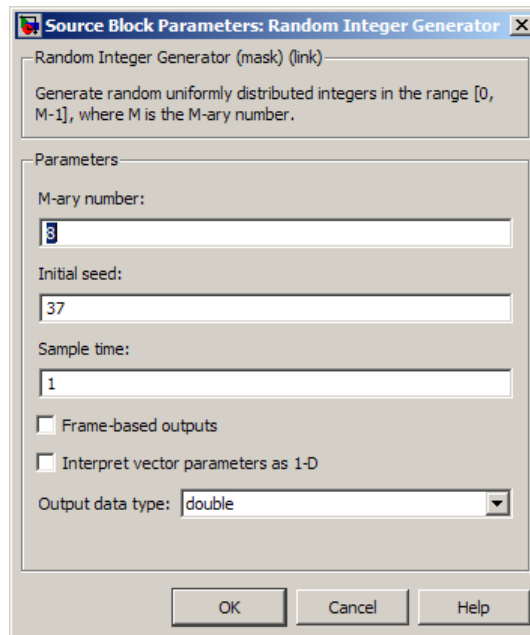 Source Block Parameters: Random Integer Generator
Random Integer Generator (mask) (link)
Generate random uniformly distributed integers in the range [0,
M-1], where M is the M-ary number.
Parameters
M-ary number:
8
Initial seed:
37
Sample time:
1
Frame-based outputs
Interpret vector parameters as 1-D
Output data type: double
OK Cancel Help